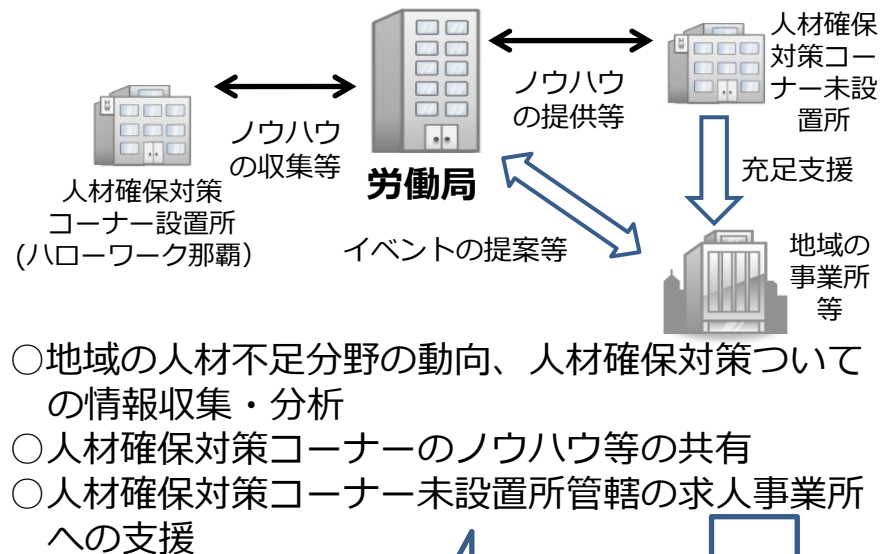 人材確保
対策コー
ナー未設
置所
ノウハウ
の提供等
ノウハウ
の収集等
労働局
充足支援
人材確保対策
コーナー設置所
(ハローワーク那覇)
イベントの提案等
地域の
事業所
等
○地域の人材不足分野の動向、人材確保対策ついて
の情報収集・分析
○人材確保対策コーナーのノウハウ等の共有
○人材確保対策コーナー未設置所管轄の求人事業所
への支援